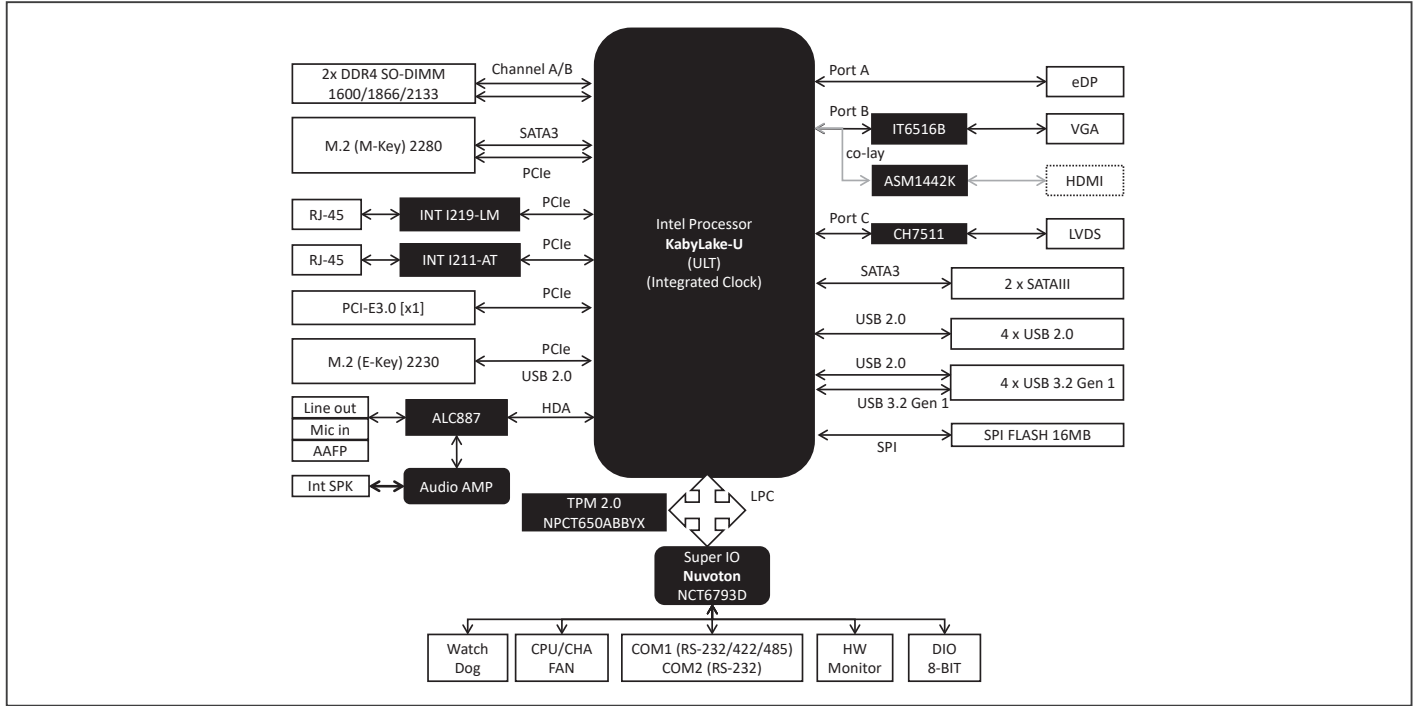 2x DDR4 SO-DIMM
1600/1866/2133
Channel A/B
M.2 (M-Key) 2280
SATA3
PCIe
RJ-45
INT I219-LM
PCIe
RJ-45
INT I211-AT
PCIe
PCI-E3.0 [x1]
PCIe
M.2 (E-Key) 2230
PCIe
USB 2.0
Line out
Mic in
AAFP
ALC887
HDA
Int SPK
Audio AMP
Intel Processor
KabyLake-U
(ULT)
(Integrated Clock)
Port A
eDP
Port B
IT6516B
VGA
co-lay
ASM1442K
HDMI
Port C
CH7511
LVDS
SATA3
2 x SATAIII
USB 2.0
4 x USB 2.0
USB 2.0
4 x USB 3.2 Gen 1
USB 3.2 Gen 1
SPI
SPI FLASH 16MB
TPM 2.0
NPCT650ABBYX
LPC
Super IO
Nuvoton
NCT6793D
Watch
Dog
CPU/CHA
FAN
COM1 (RS-232/422/485)
COM2 (RS-232)
HW
Monitor
DIO
8-BIT